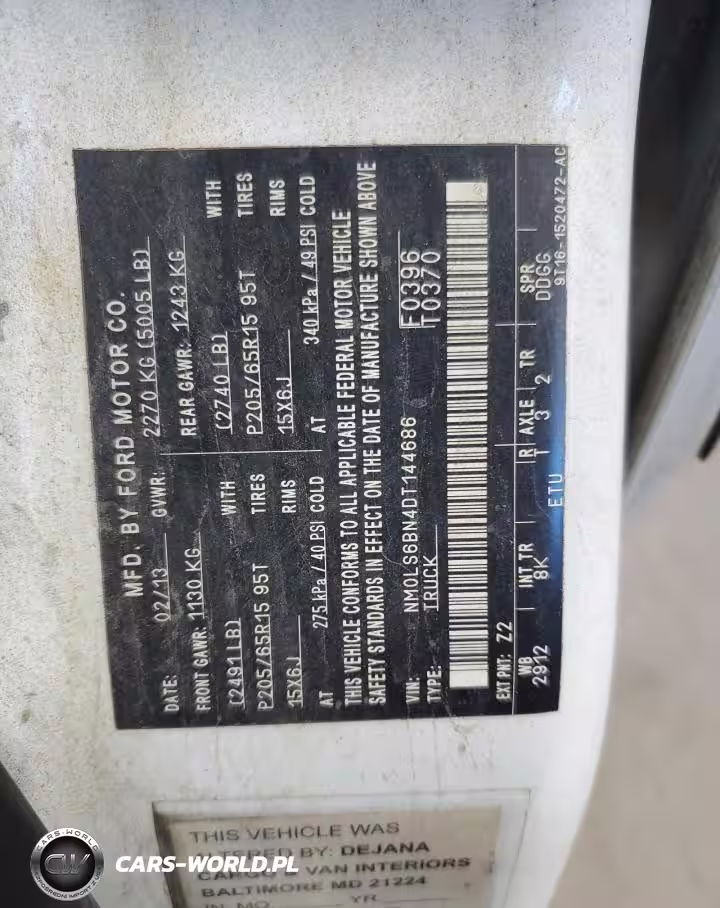 MFD. BY FORD MOTOR CO.
DATE: 02/13 GVWR: 2270 KG (5005 LB)
FRONT GAWR: 1130 KG REAR GAWR: 1243 KG
(2491 LB) WITH (2740 LB) WITH
P205/65R15 95T TIRES P205/65R15 95T TIRES
15X6J RIMS 15X6J RIMS
AT 275 kPa / 40 PSI COLD AT 340 kPa / 49 PSI COLD
THIS VEHICLE CONFORMS TO ALL APPLICABLE FEDERAL MOTOR VEHICLE
SAFETY STANDARDS IN EFFECT ON THE DATE OF MANUFACTURE SHOWN ABOVE
VIN: NM0LS6BN4DT144686 F0396
TYPE: TRUCK T0370
EXT PNT: Z2
WB INT TR R AXLE TR SPR
2912 8K T 3 2 DDGG
ETU 9T16-1520472-AC
THIS VEHICLE WAS
BY: DEJANA
CARGO & VAN INTERIORS
BALTIMORE MD 21224
IN MO. YR
CARS-WORLD
CW
CARS-WORLD.PL